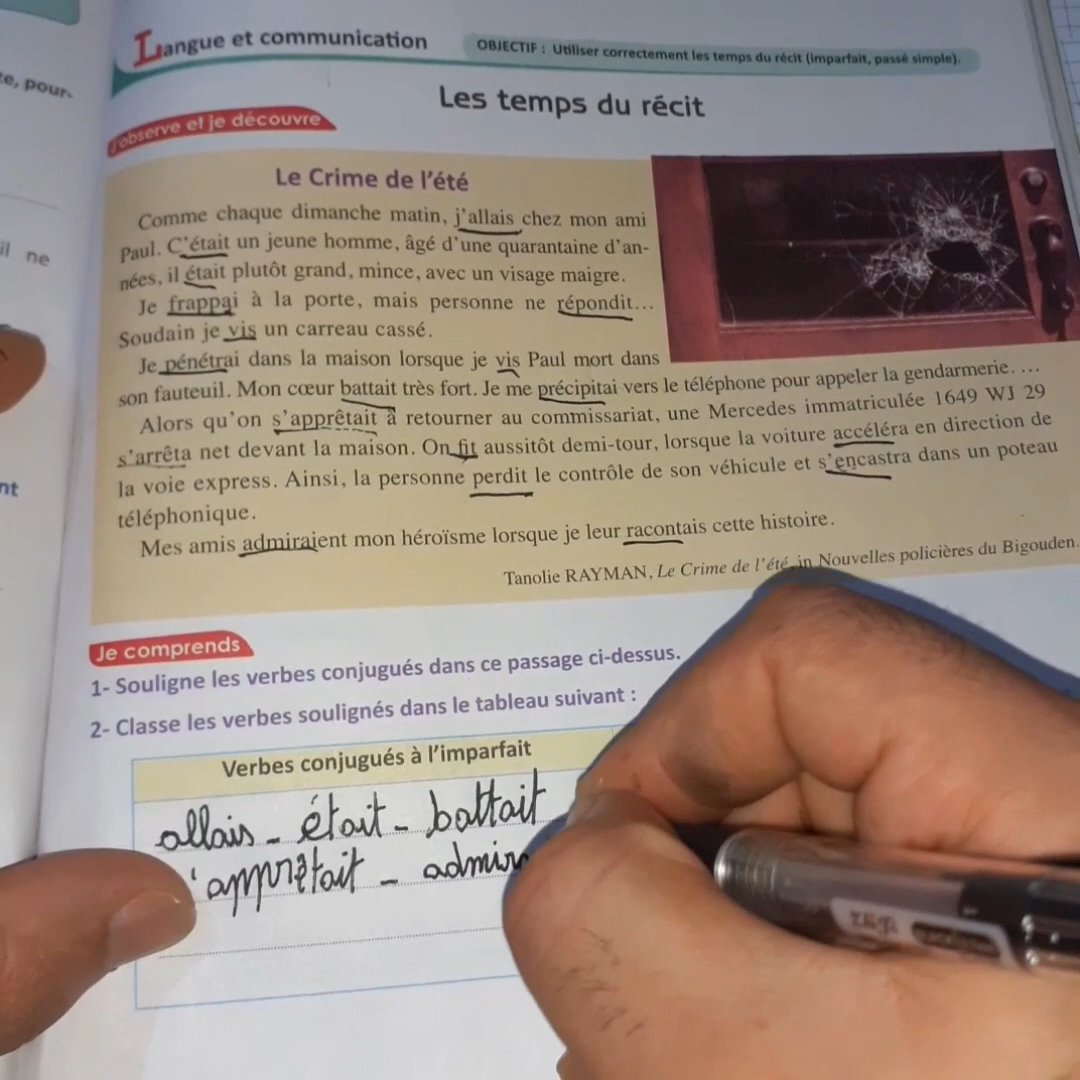 te, pour-
il ne
nt
Langue et communication
OBJECTIF : Utiliser correctement les temps du récit (imparfait, passé simple).
Les temps du récit
J'observe et je découvre
Le Crime de l'été
Comme chaque dimanche matin, j'allais chez mon ami
Paul. C'était un jeune homme, âgé d'une quarantaine d'an-
nées, il était plutôt grand, mince, avec un visage maigre.
Je frappai à la porte, mais personne ne répondit...
Soudain je vis un carreau cassé.
Je pénétrai dans la maison lorsque je vis Paul mort dans
son fauteuil. Mon cœur battait très fort. Je me précipitai vers le téléphone pour appeler la gendarmerie. ...
Alors qu'on s'apprêtait à retourner au commissariat, une Mercedes immatriculée 1649 WJ 29
s'arrêta net devant la maison. On fit aussitôt demi-tour, lorsque la voiture accéléra en direction de
la voie express. Ainsi, la personne perdit le contrôle de son véhicule et s'encastra dans un poteau
téléphonique.
Mes amis admiraient mon héroïsme lorsque je leur racontais cette histoire.
Tanolie RAYMAN, Le Crime de l'été, in Nouvelles policières du Bigouden.
Je comprends
1- Souligne les verbes conjugués dans ce passage ci-dessus.
2- Classe les verbes soulignés dans le tableau suivant :
Verbes conjugués à l'imparfait
allais - était - battait
'apprêtait - admir